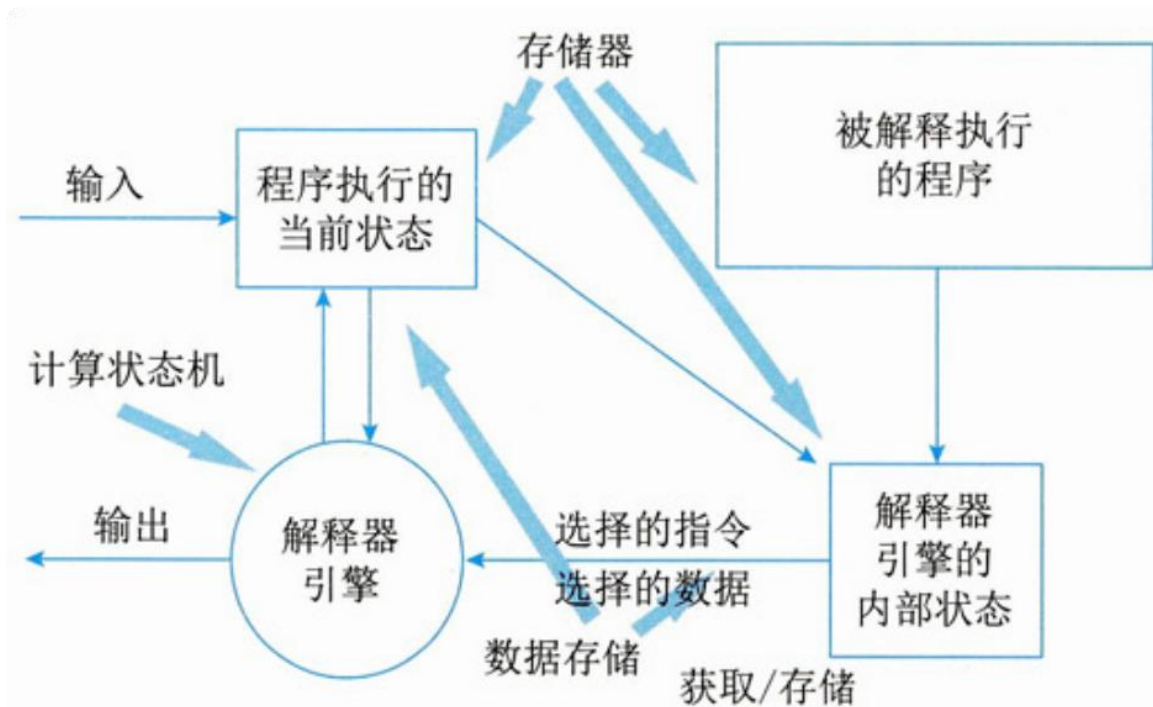 存储器
被解释执行
的程序
输入
程序执行的
当前状态
计算状态机
输出
解释器
引擎
选择的指令
选择的数据
解释器
引擎的
内部状态
数据存储
获取/存储